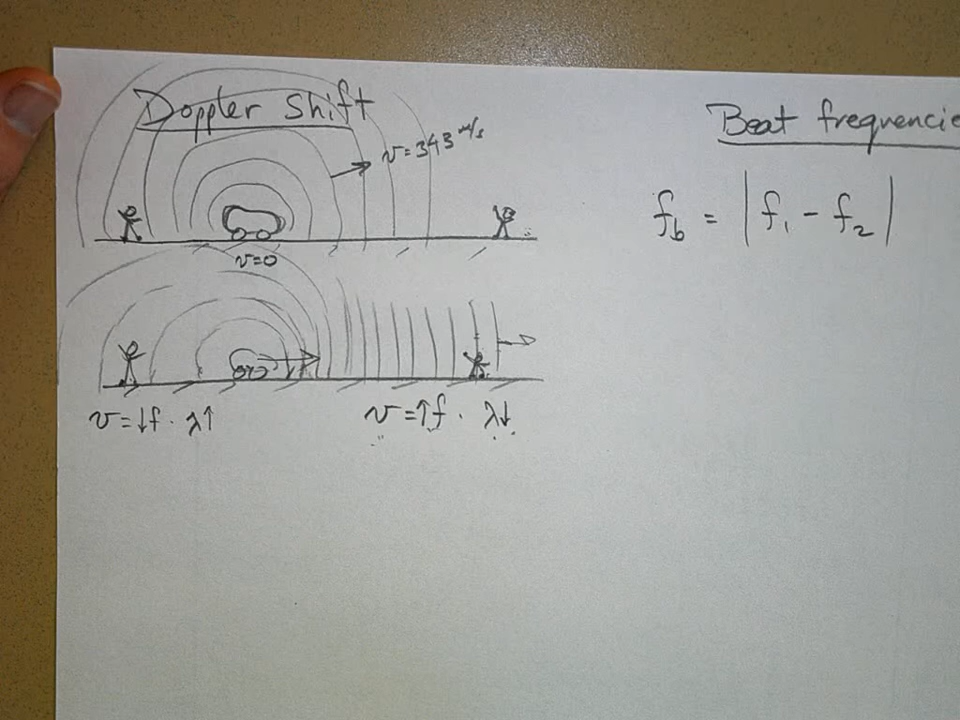 Doppler Shift
v = 343 m/s
v=0
v = ↓f · λ↑
v = ↑f · λ↓
Beat frequencie
f_b = |f_1 - f_2|